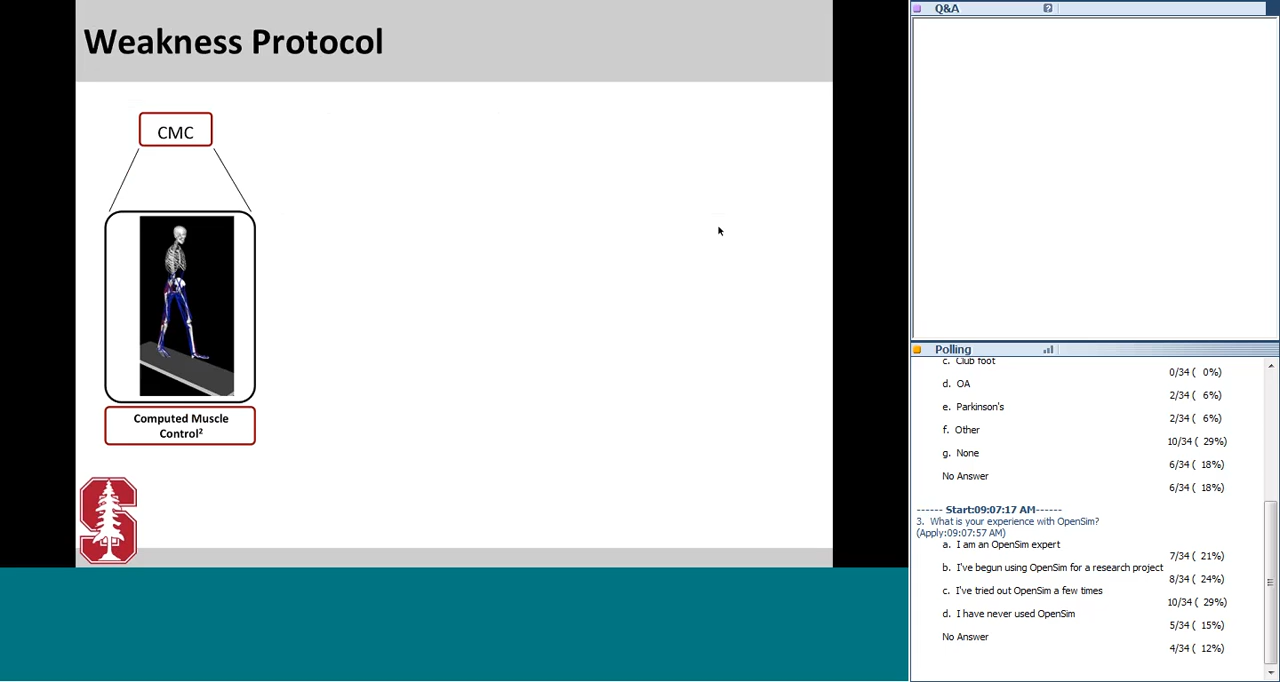 Weakness Protocol
CMC
Computed Muscle
Control2
S
Q&A
?
Polling
c. Club foot
0/34 ( 0%)
d. OA
2/34 ( 6%)
e. Parkinson's
2/34 ( 6%)
f. Other
10/34 ( 29%)
g. None
6/34 ( 18%)
No Answer
6/34 ( 18%)
------ Start:09:07:17 AM------
3. What is your experience with OpenSim?
(Apply:09:07:57 AM)
a. I am an OpenSim expert
7/34 ( 21%)
b. I've begun using OpenSim for a research project
8/34 ( 24%)
c. I've tried out OpenSim a few times
10/34 ( 29%)
d. I have never used OpenSim
5/34 ( 15%)
No Answer
4/34 ( 12%)